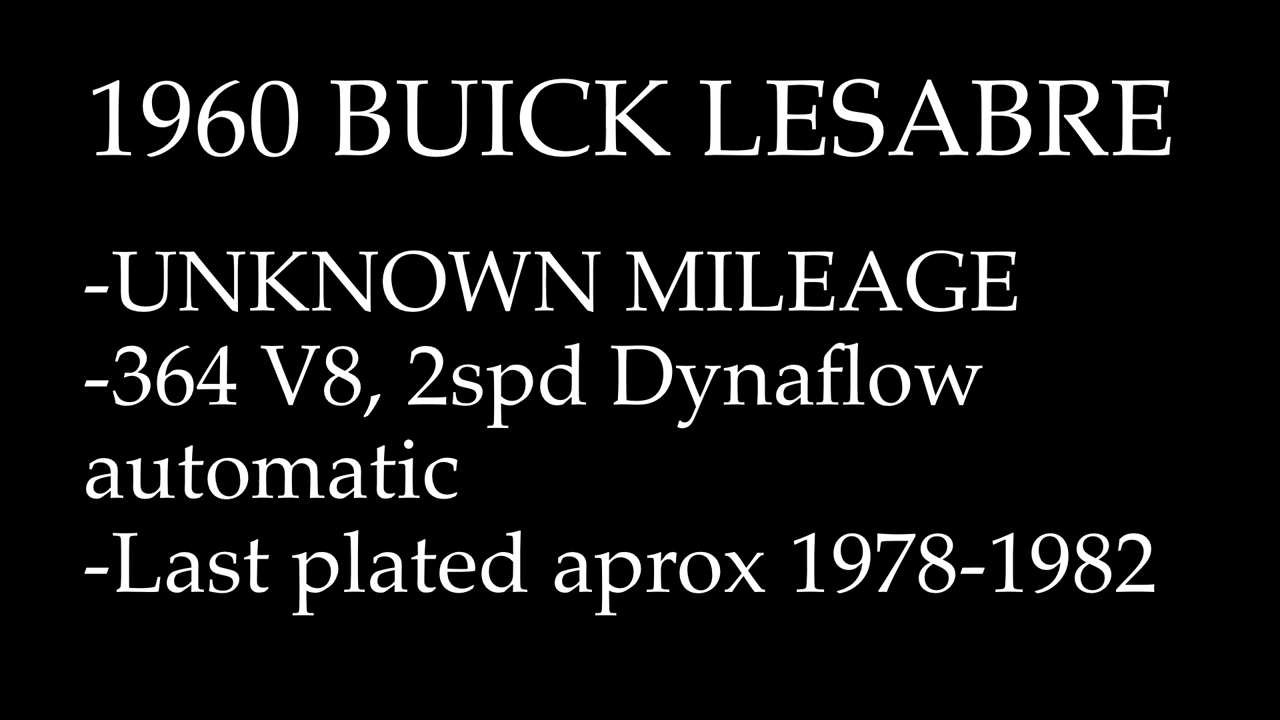 1960 BUICK LESABRE
-UNKNOWN MILEAGE
-364 V8, 2spd Dynaflow
automatic
-Last plated aprox 1978-1982